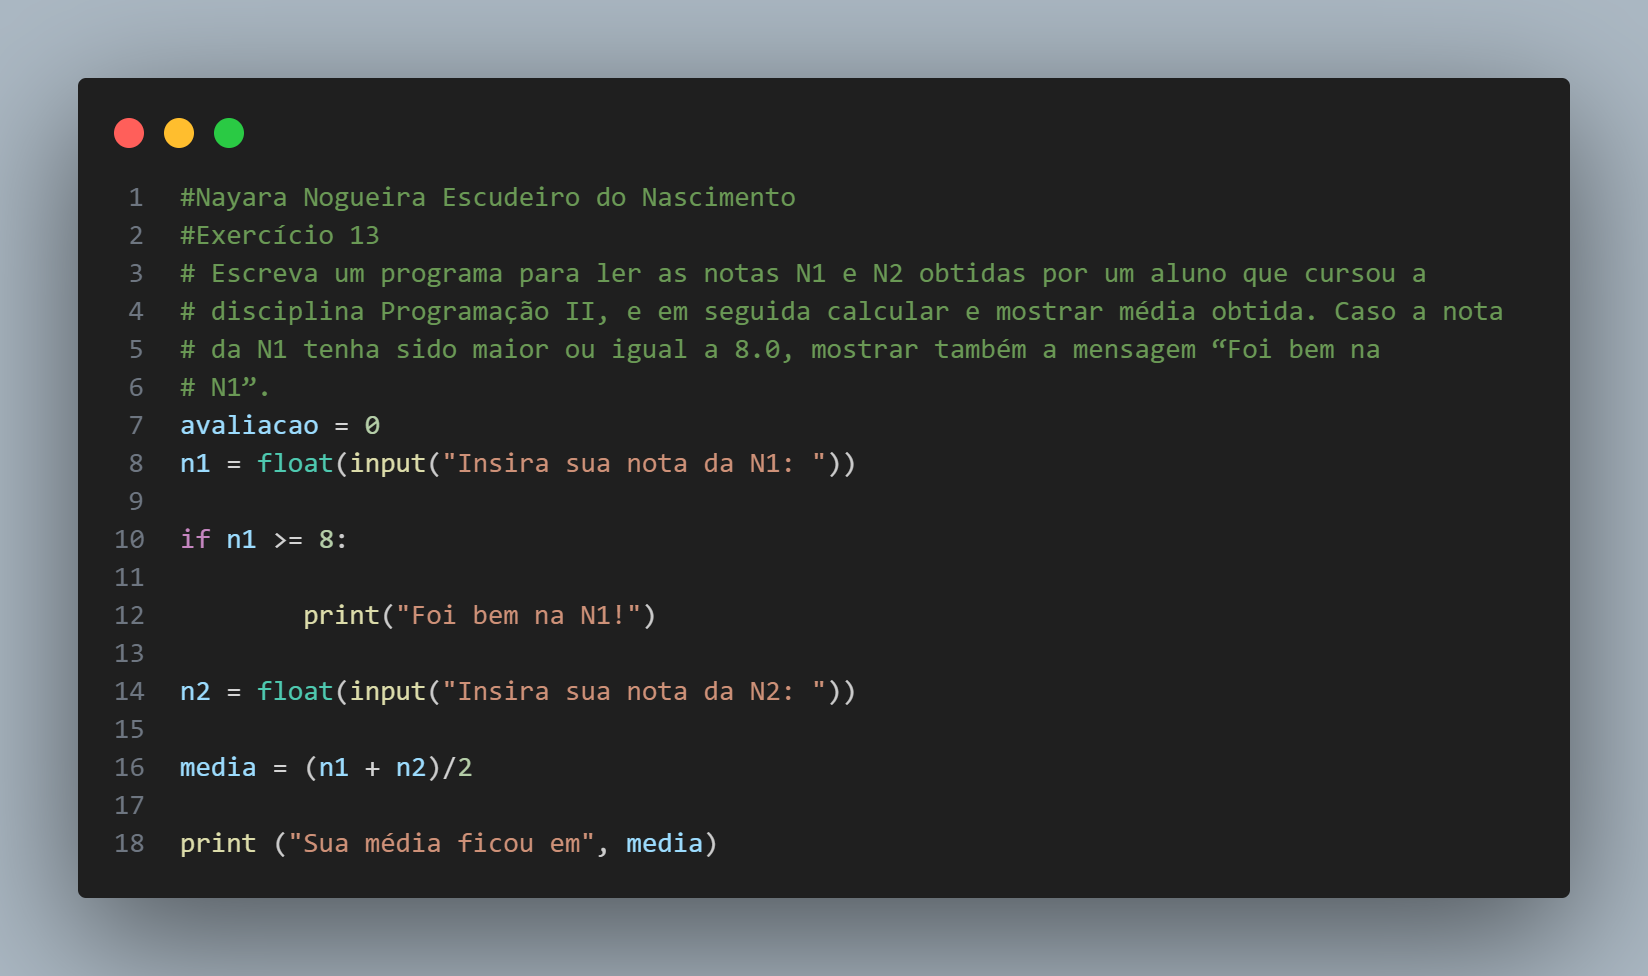 1 #Nayara Nogueira Escudeiro do Nascimento
2 #Exercício 13
3 # Escreva um programa para ler as notas N1 e N2 obtidas por um aluno que cursou a
4 # disciplina Programação II, e em seguida calcular e mostrar média obtida. Caso a nota
5 # da N1 tenha sido maior ou igual a 8.0, mostrar também a mensagem “Foi bem na
6 # N1”.
7 avaliacao = 0
8 n1 = float(input("Insira sua nota da N1: "))
9
10 if n1 >= 8:
11
12         print("Foi bem na N1!")
13
14 n2 = float(input("Insira sua nota da N2: "))
15
16 media = (n1 + n2)/2
17
18 print ("Sua média ficou em", media)